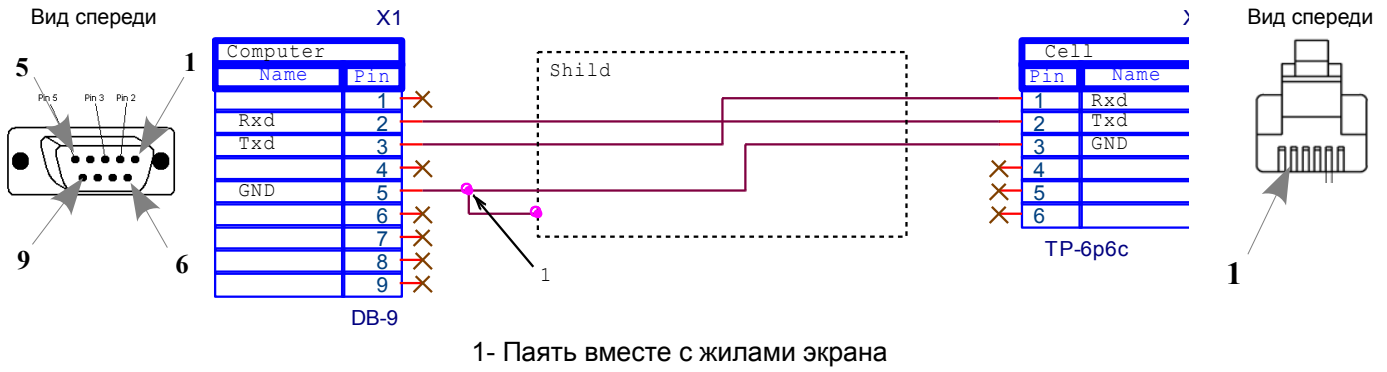 Вид спереди
X1
Вид спереди
Computer
Name Pin
1
Rxd 2
Txd 3
4
GND 5
6
7
8
9
DB-9
Shild
Cell
Pin Name
1 Rxd
2 Txd
3 GND
4
5
6
TP-6p6c
5
1
Pin 5 Pin 3 Pin 2
9
6
1
1
1- Паять вместе с жилами экрана